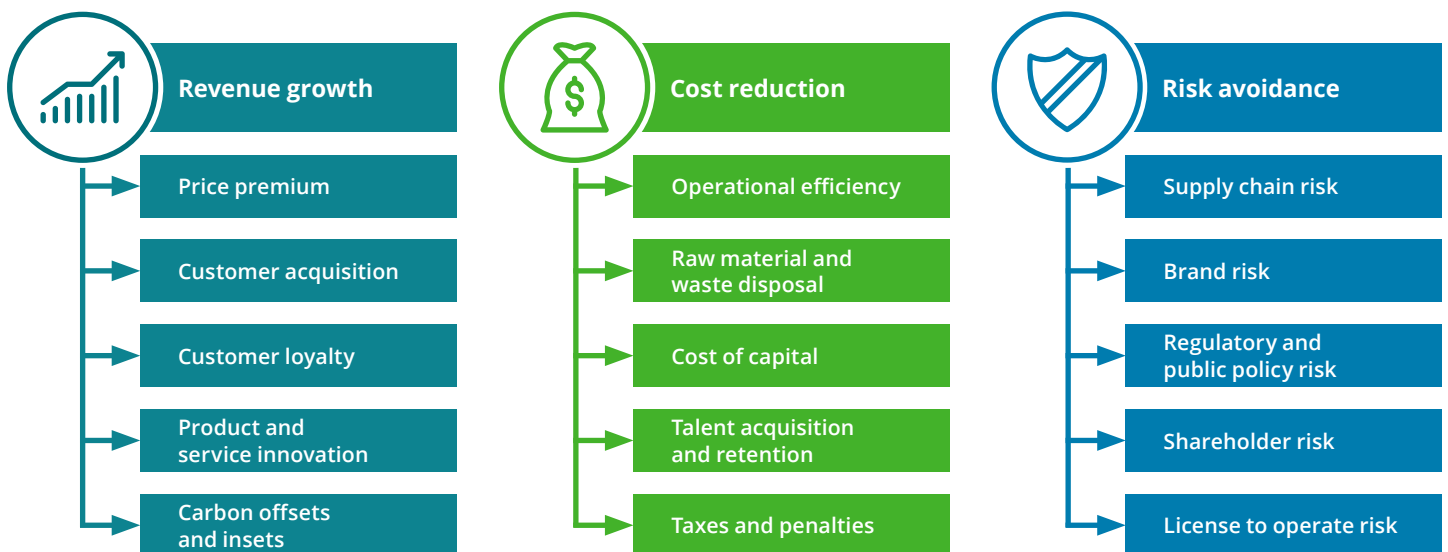 Revenue growth
Price premium
Customer acquisition
Customer loyalty
Product and
service innovation
Carbon offsets
and insets
$
Cost reduction
Operational efficiency
Raw material and
waste disposal
Cost of capital
Talent acquisition
and retention
Taxes and penalties
Risk avoidance
Supply chain risk
Brand risk
Regulatory and
public policy risk
Shareholder risk
License to operate risk